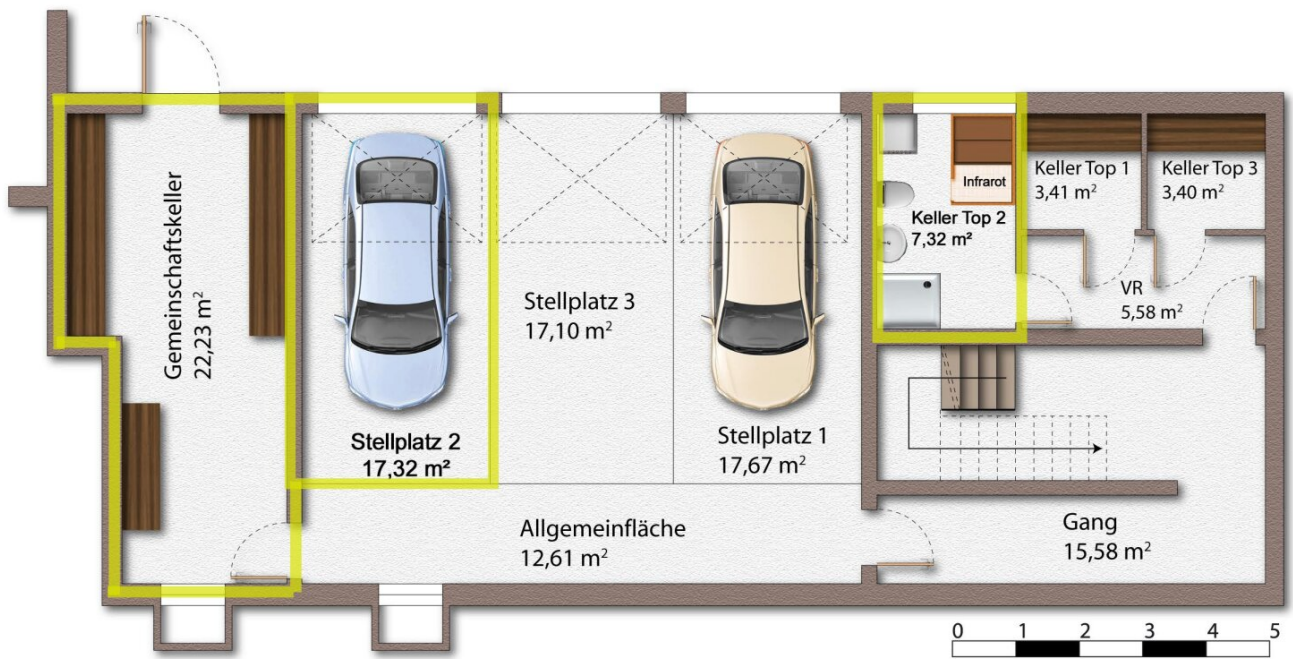 Gemeinschaftskeller
22,23 m²
Stellplatz 2
17,32 m²
Stellplatz 3
17,10 m²
Stellplatz 1
17,67 m²
Allgemeinfläche
12,61 m²
Infrarot
Keller Top 2
7,32 m²
Keller Top 1
3,41 m²
Keller Top 3
3,40 m²
VR
5,58 m²
Gang
15,58 m²
0 1 2 3 4 5